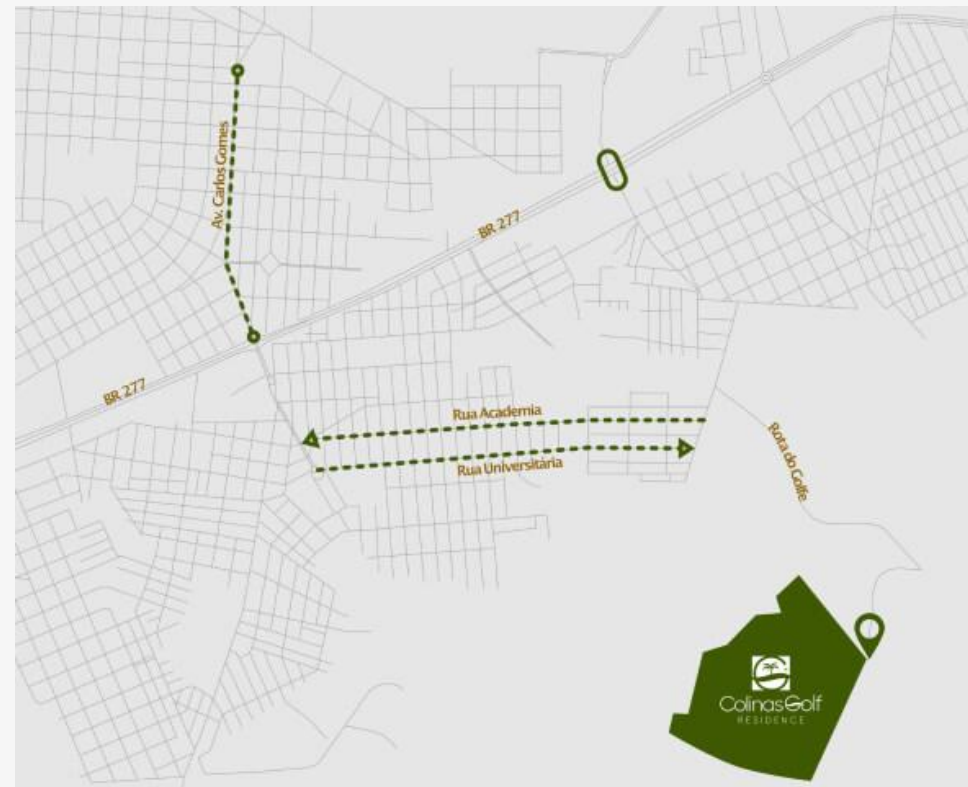 Av. Carlos Gomes
BR 277
BR 277
Rua Academia
Rua Universitária
Rota do Golfe
ColinasGolf
RESIDENCE